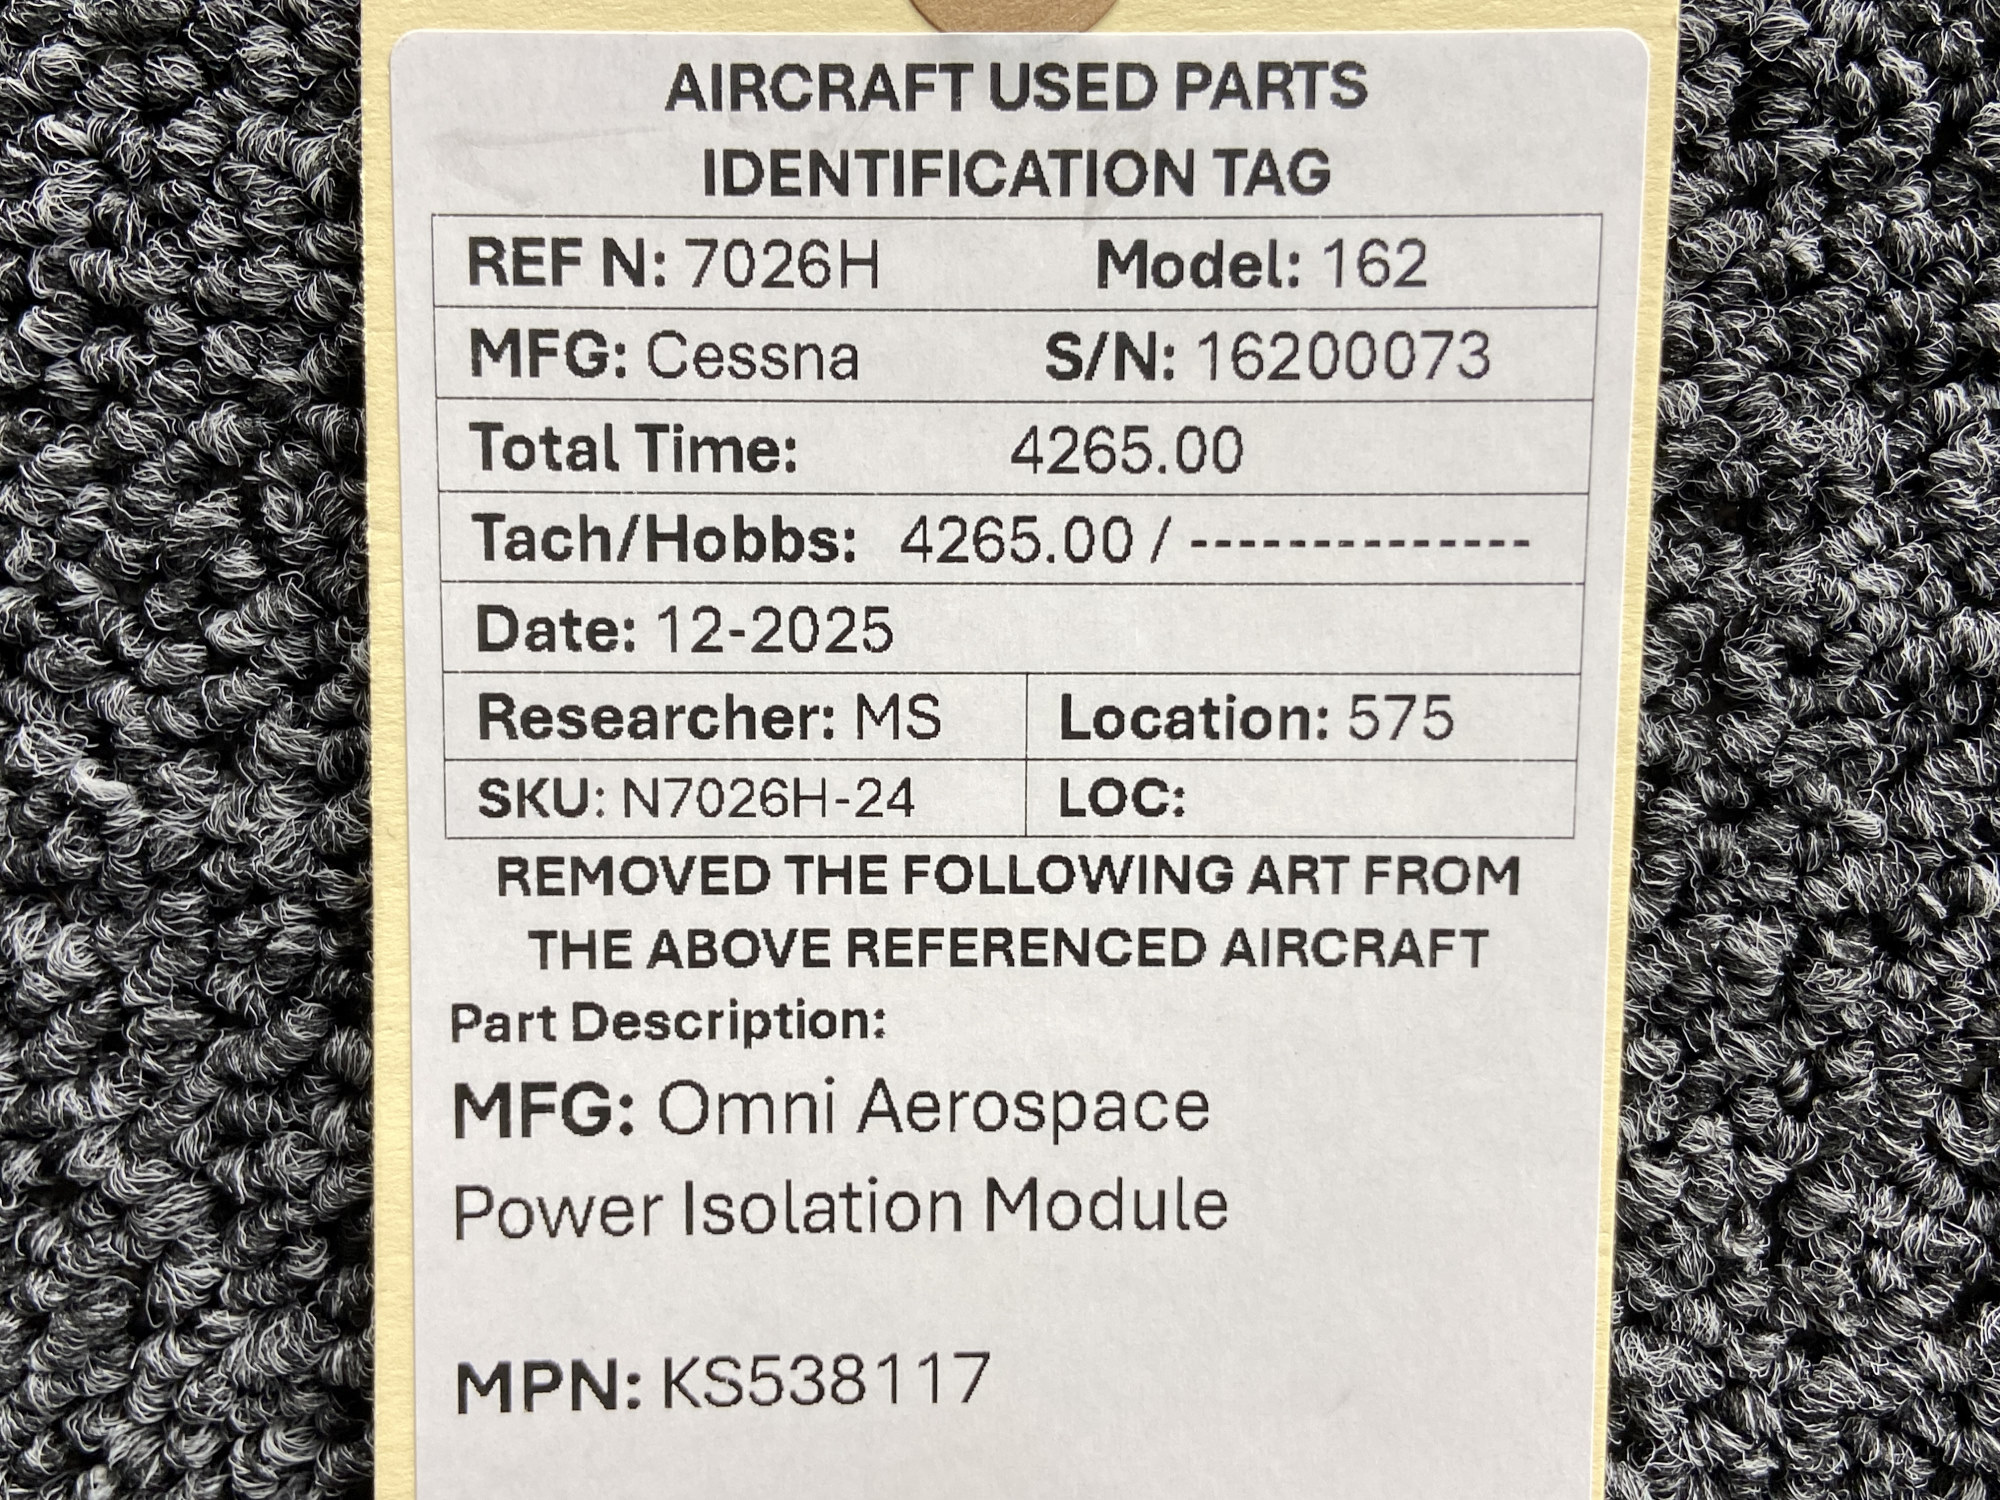 AIRCRAFT USED PARTS
IDENTIFICATION TAG
REF N: 7026H Model: 162
MFG: Cessna S/N: 16200073
Total Time: 4265.00
Tach/Hobbs: 4265.00 / --------------
Date: 12-2025
Researcher: MS Location: 575
SKU: N7026H-24 LOC:
REMOVED THE FOLLOWING ART FROM
THE ABOVE REFERENCED AIRCRAFT
Part Description:
MFG: Omni Aerospace
Power Isolation Module
MPN: KS538117